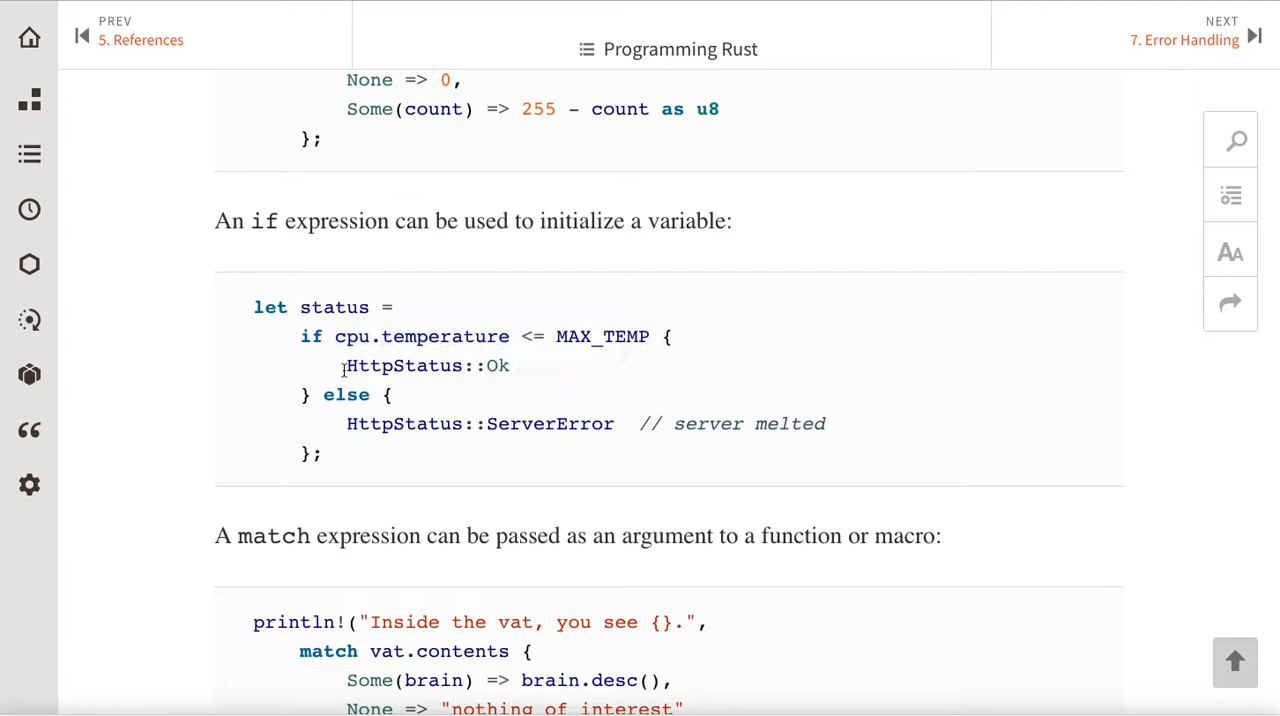 PREV
5. References
Programming Rust
NEXT
7. Error Handling
None => 0,
Some(count) => 255 - count as u8
};
An if expression can be used to initialize a variable:
let status =
if cpu.temperature <= MAX_TEMP {
HttpStatus::Ok
} else {
HttpStatus::ServerError // server melted
};
A match expression can be passed as an argument to a function or macro:
println!("Inside the vat, you see {}.",
match vat.contents {
Some(brain) => brain.desc(),
None => "nothing of interest"
AA